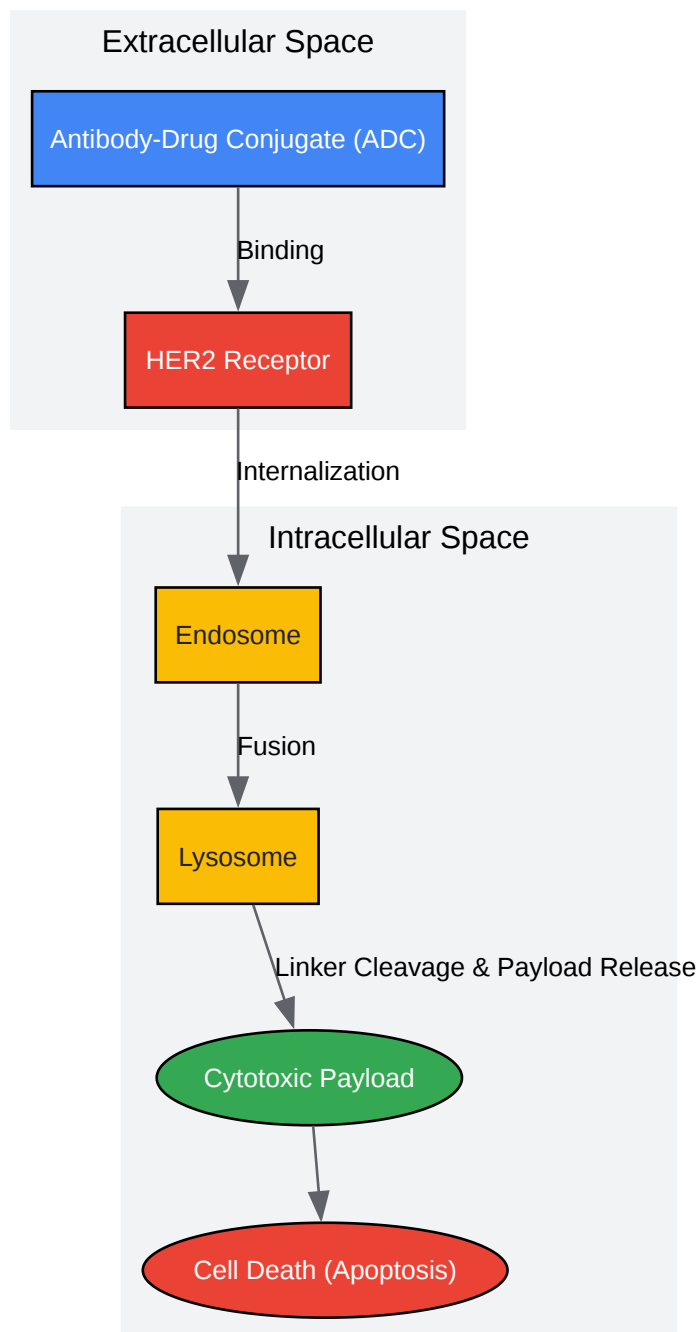 Extracellular Space
Antibody-Drug Conjugate (ADC)
Binding
HER2 Receptor
Internalization
Intracellular Space
Endosome
Fusion
Lysosome
Linker Cleavage & Payload Release
Cytotoxic Payload
Cell Death (Apoptosis)